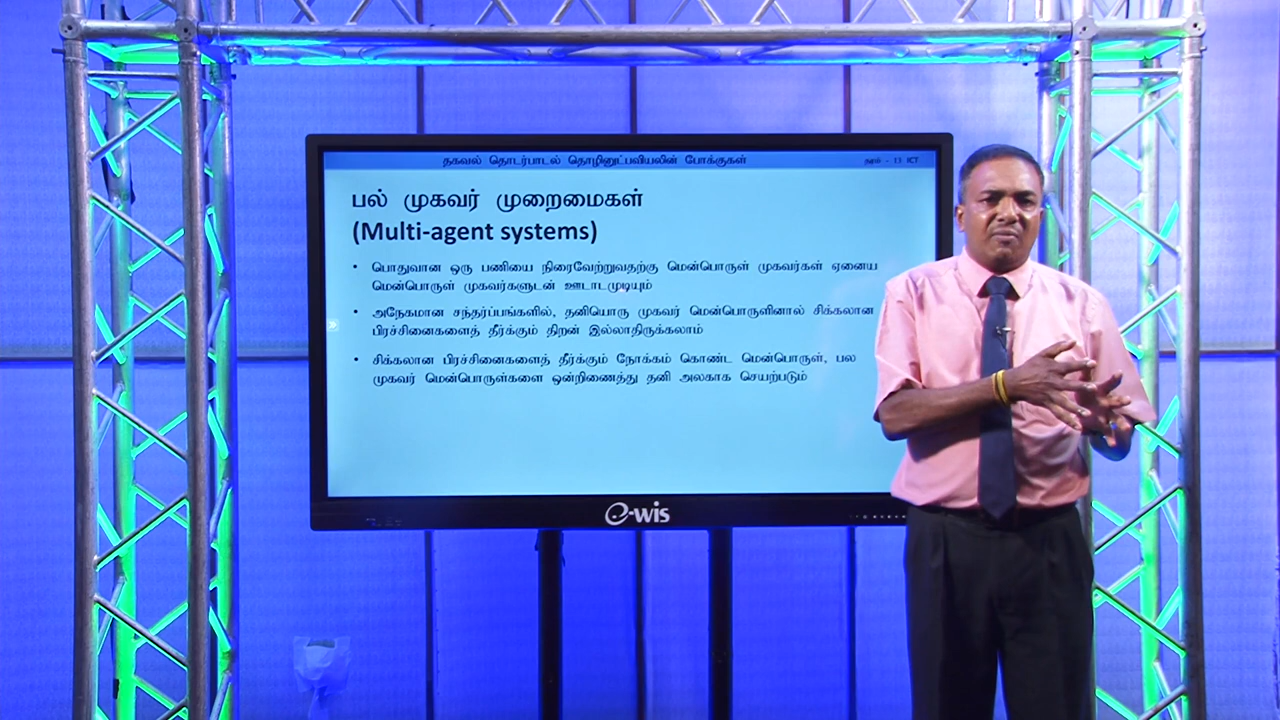 தகவல் தொடர்பாடல் தொழினுட்பவியலின் போக்குகள்
தரம் - 13 ICT
பல் முகவர் முறைமைகள்
(Multi-agent systems)
• பொதுவான ஒரு பணியை நிரைவேற்றுவதற்கு மென்பொருள் முகவர்கள் ஏனைய
மென்பொருள் முகவர்களுடன் ஊடாடமுடியும்
• அநேகமான சந்தர்ப்பங்களில், தனியொரு முகவர் மென்பொருளினால் சிக்கலான
பிரச்சினைகளைத் தீர்க்கும் திறன் இல்லாதிருக்கலாம்
• சிக்கலான பிரச்சினைகளைத் தீர்க்கும் நோக்கம் கொண்ட மென்பொருள், பல
முகவர் மென்பொருள்களை ஒன்றிணைத்து தனி அலகாக செயற்படும்
e-wis